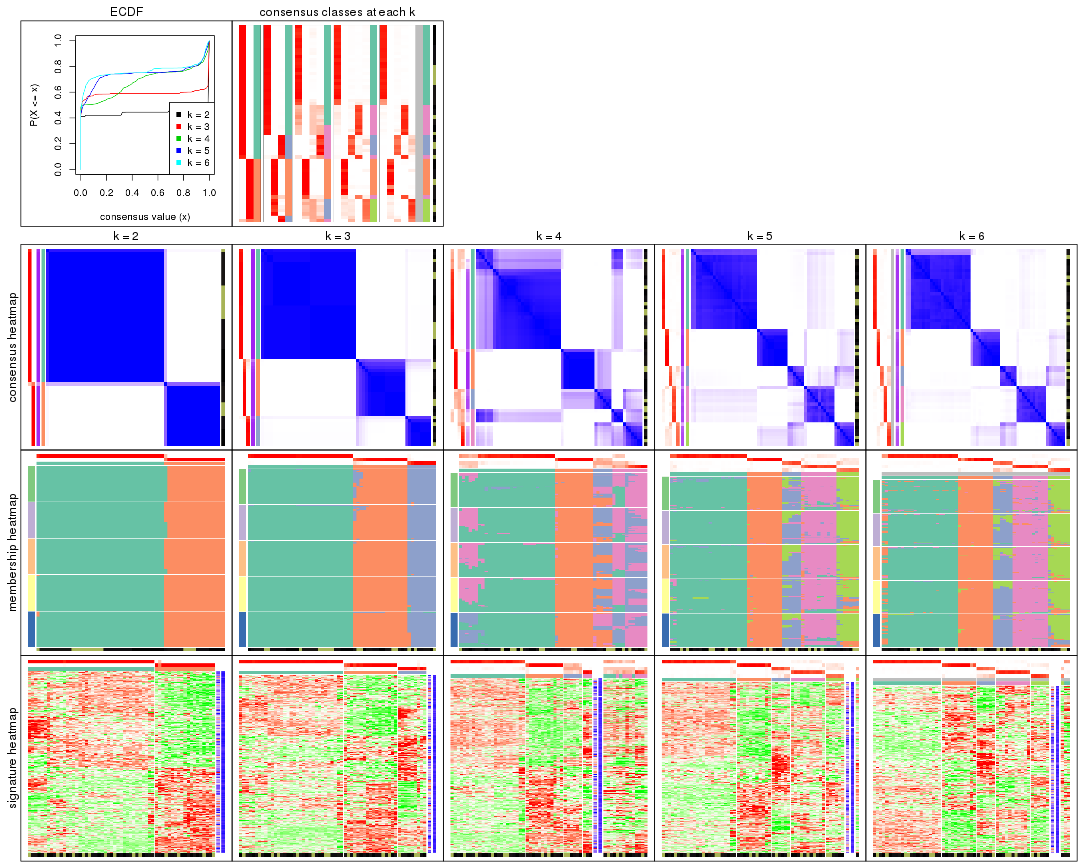 ECDF
consensus classes at each k
P(X <= x)
0.0
0.2
0.4
0.6
0.8
1.0
k = 2
k = 3
k = 4
k = 5
k = 6
0.0 0.2 0.4 0.6 0.8 1.0
consensus value (x)
k = 2
k = 3
k = 4
k = 5
k = 6
consensus heatmap
membership heatmap
signature heatmap